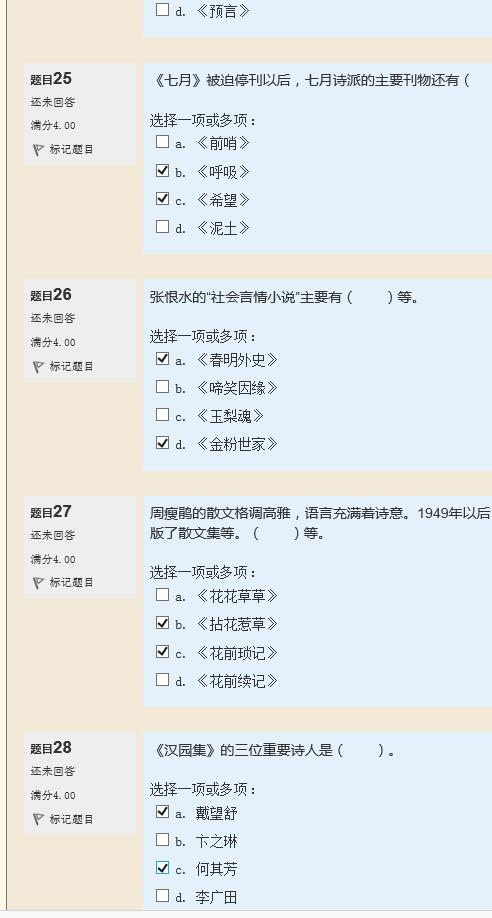 d. 《预言》
题目25
还未回答
满分4.00
标记题目
《七月》被迫停刊以后，七月诗派的主要刊物还有（
选择一项或多项：
a. 《前哨》
b. 《呼吸》
c. 《希望》
d. 《泥土》
题目26
还未回答
满分4.00
标记题目
张恨水的“社会言情小说”主要有（　　）等。
选择一项或多项：
a. 《春明外史》
b. 《啼笑因缘》
c. 《玉梨魂》
d. 《金粉世家》
题目27
还未回答
满分4.00
标记题目
周瘦鹃的散文格调高雅，语言充满着诗意。1949年以后
版了散文集等。（　　）等。
选择一项或多项：
a. 《花花草草》
b. 《拈花惹草》
c. 《花前琐记》
d. 《花前续记》
题目28
还未回答
满分4.00
标记题目
《汉园集》的三位重要诗人是（　　）。
选择一项或多项：
a. 戴望舒
b. 卞之琳
c. 何其芳
d. 李广田